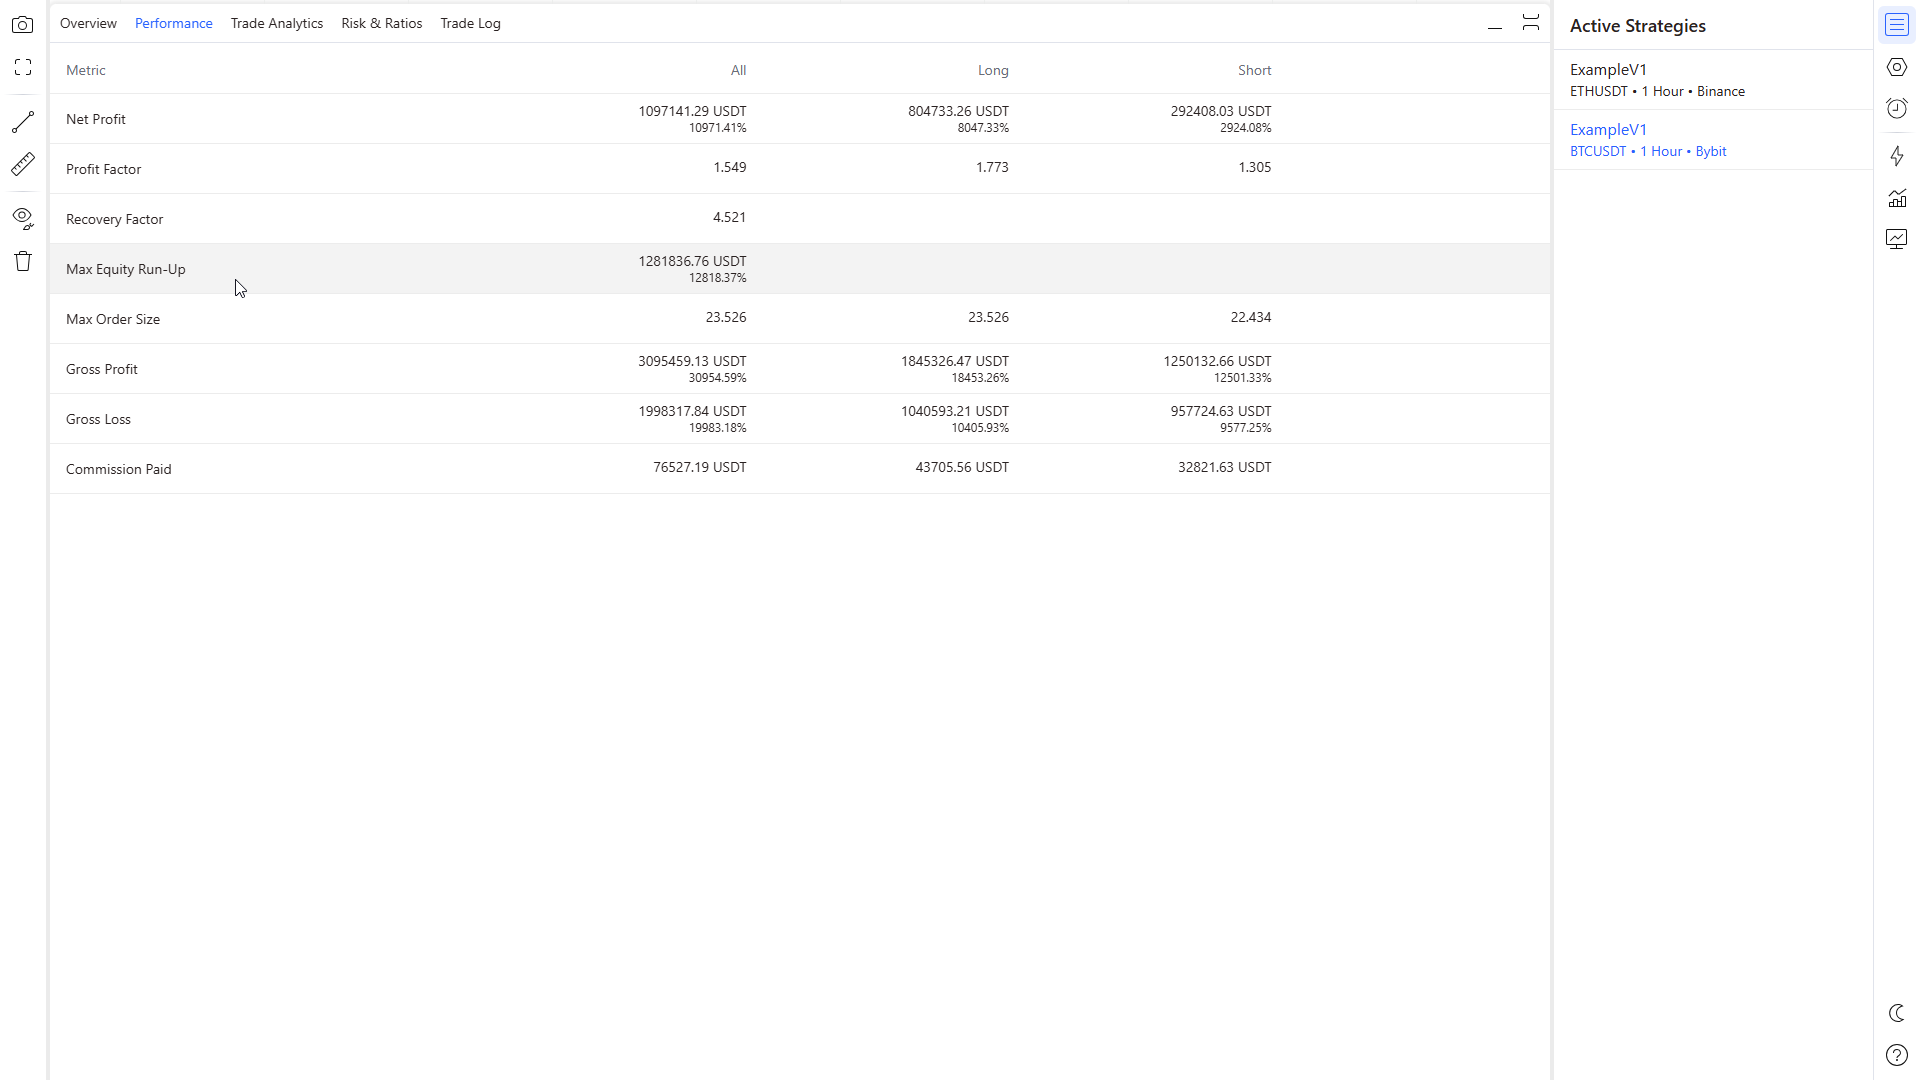 Overview Performance Trade Analytics Risk & Ratios Trade Log
Metric All Long Short
Net Profit 1097141.29 USDT 804733.26 USDT 292408.03 USDT
10971.41% 8047.33% 2924.08%
Profit Factor 1.549 1.773 1.305
Recovery Factor 4.521
Max Equity Run-Up 1281836.76 USDT
12818.37%
Max Order Size 23.526 23.526 22.434
Gross Profit 3095459.13 USDT 1845326.47 USDT 1250132.66 USDT
30954.59% 18453.26% 12501.33%
Gross Loss 1998317.84 USDT 1040593.21 USDT 957724.63 USDT
19983.18% 10405.93% 9577.25%
Commission Paid 76527.19 USDT 43705.56 USDT 32821.63 USDT
Active Strategies
ExampleV1
ETHUSDT • 1 Hour • Binance
ExampleV1
BTCUSDT • 1 Hour • Bybit